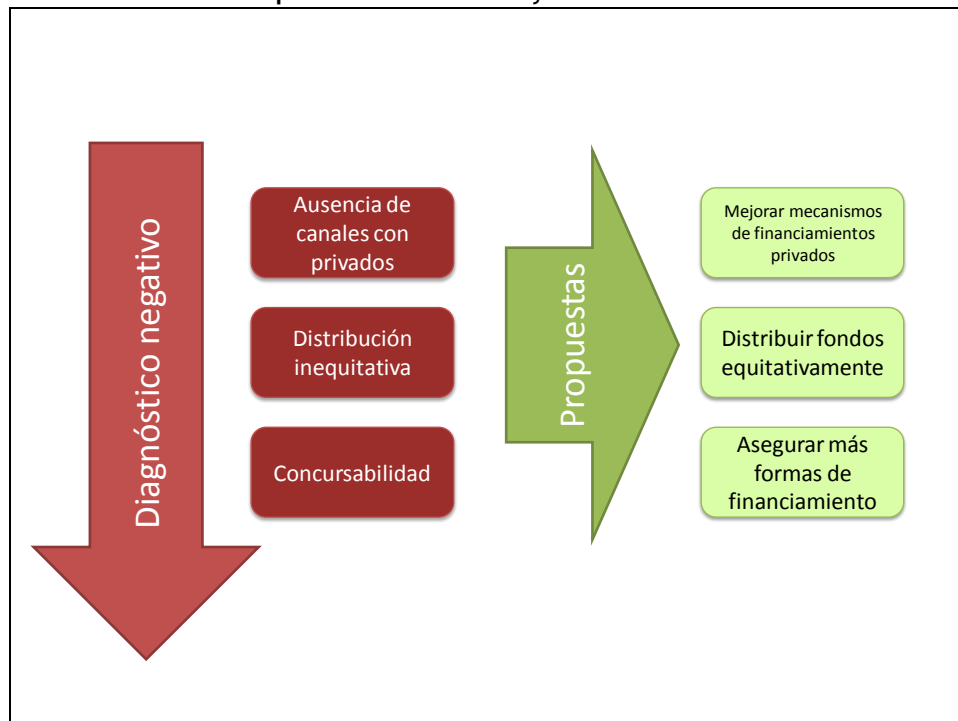 Diagnóstico negativo
Ausencia de
canales con
privados
Distribución
inequitativa
Concursabilidad
Propuestas
Mejorar mecanismos
de financiamientos
privados
Distribuir fondos
equitativamente
Asegurar más
formas de
financiamiento